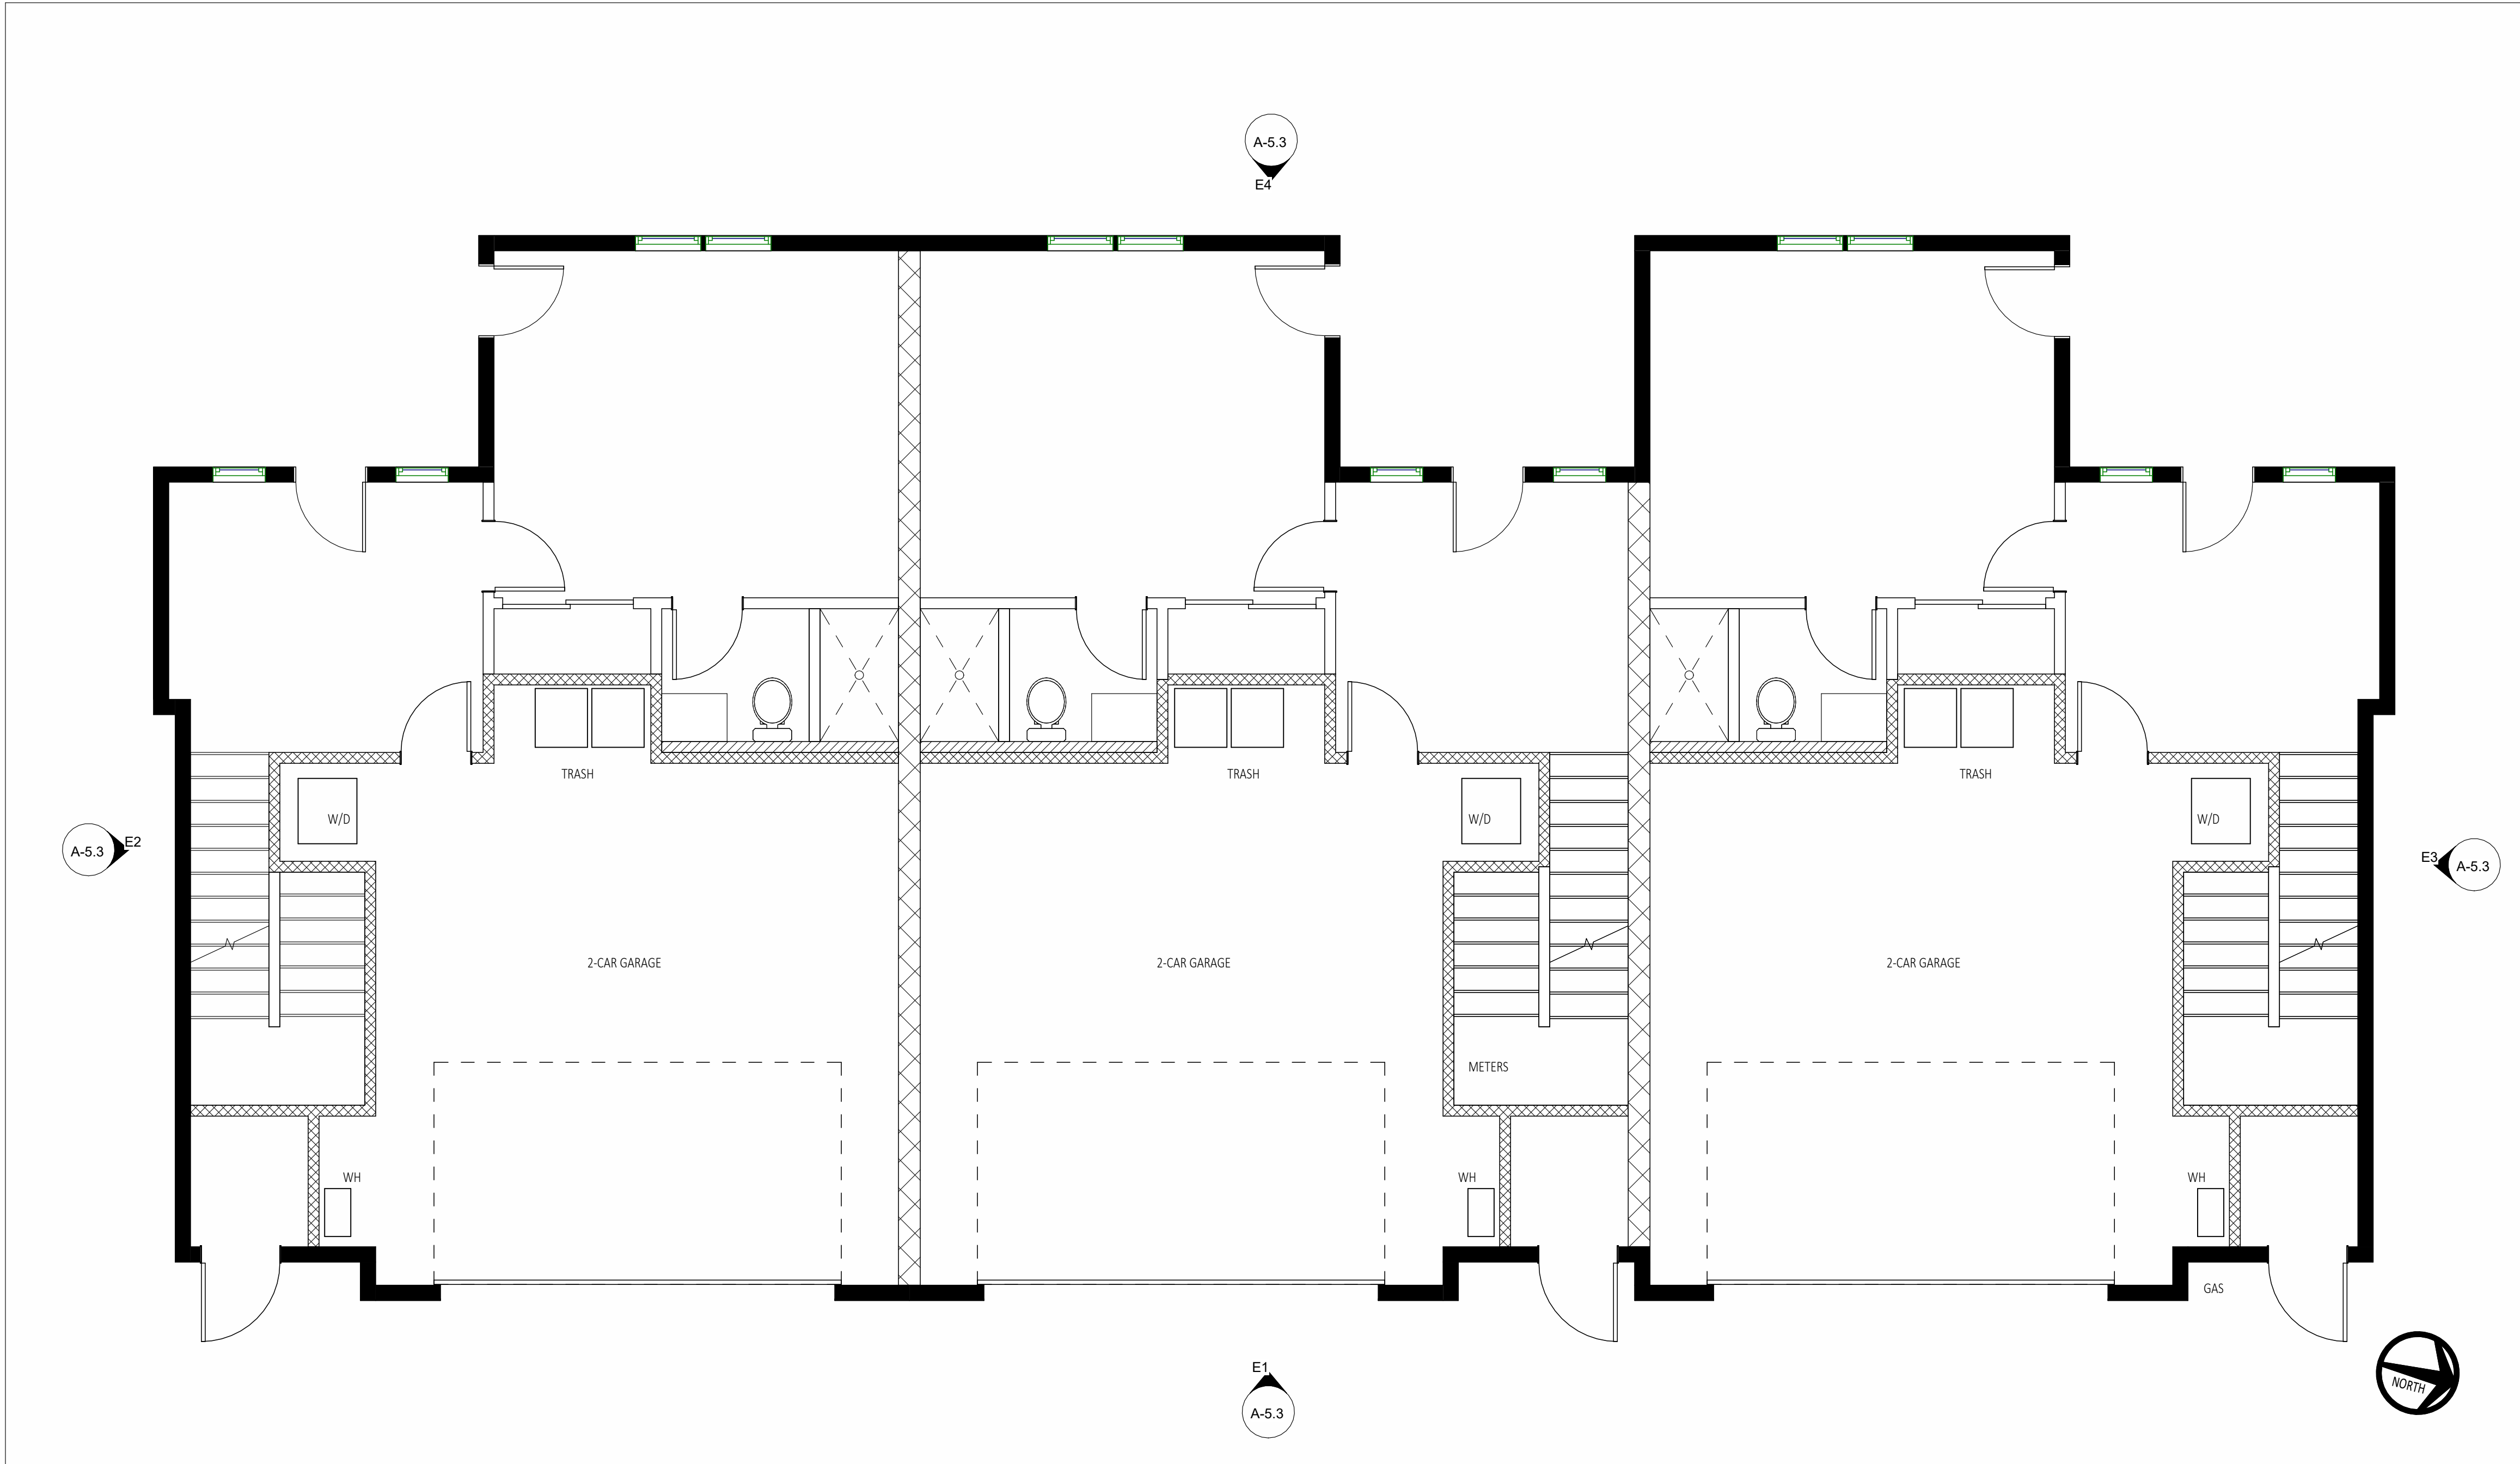 A-5.3
E4
TRASH
TRASH
TRASH
W/D
W/D
W/D
E2
A-5.3
E3
A-5.3
2-CAR GARAGE
2-CAR GARAGE
2-CAR GARAGE
METERS
WH
WH
WH
GAS
E1
A-5.3
NORTH